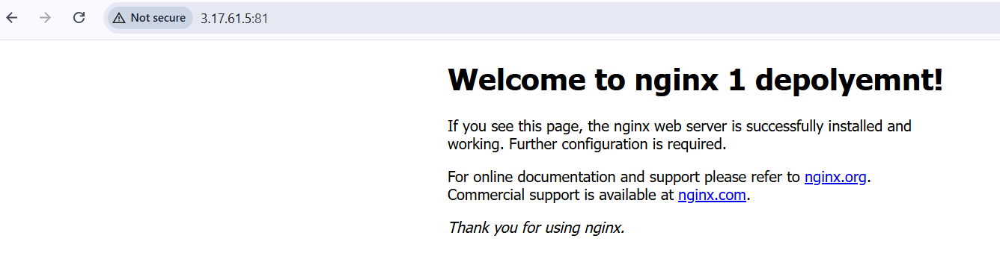 Not secure 3.17.61.5:81
Welcome to nginx 1 depolyemnt!
If you see this page, the nginx web server is successfully installed and
working. Further configuration is required.
For online documentation and support please refer to nginx.org.
Commercial support is available at nginx.com.
Thank you for using nginx.